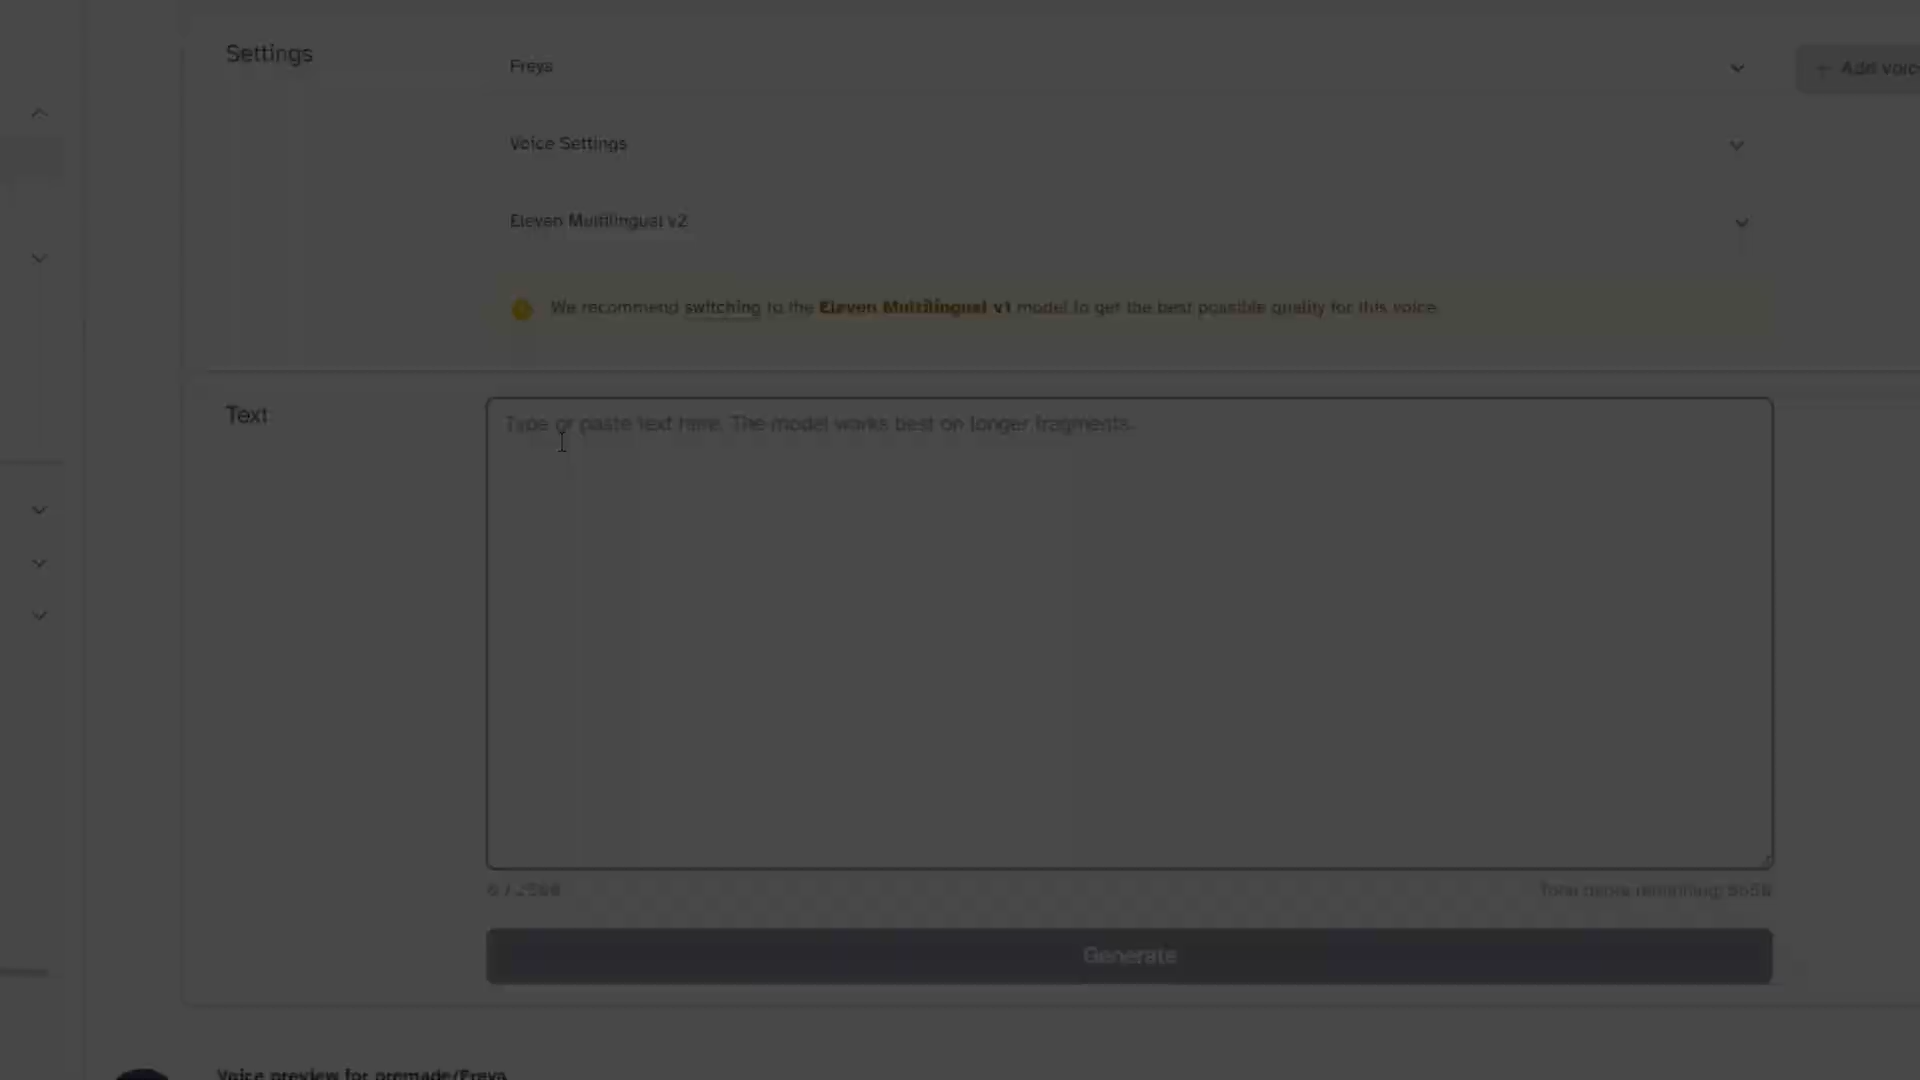 Settings
Freya
Add voic
Voice Settings
Eleven Multilingual v2
We recommend switching to the Eleven Multilingual v1 model to get the best possible quality for this voice.
Text
Type or paste text here. The model works best on longer fragments.
Generate
Voice preview for premade/Freya